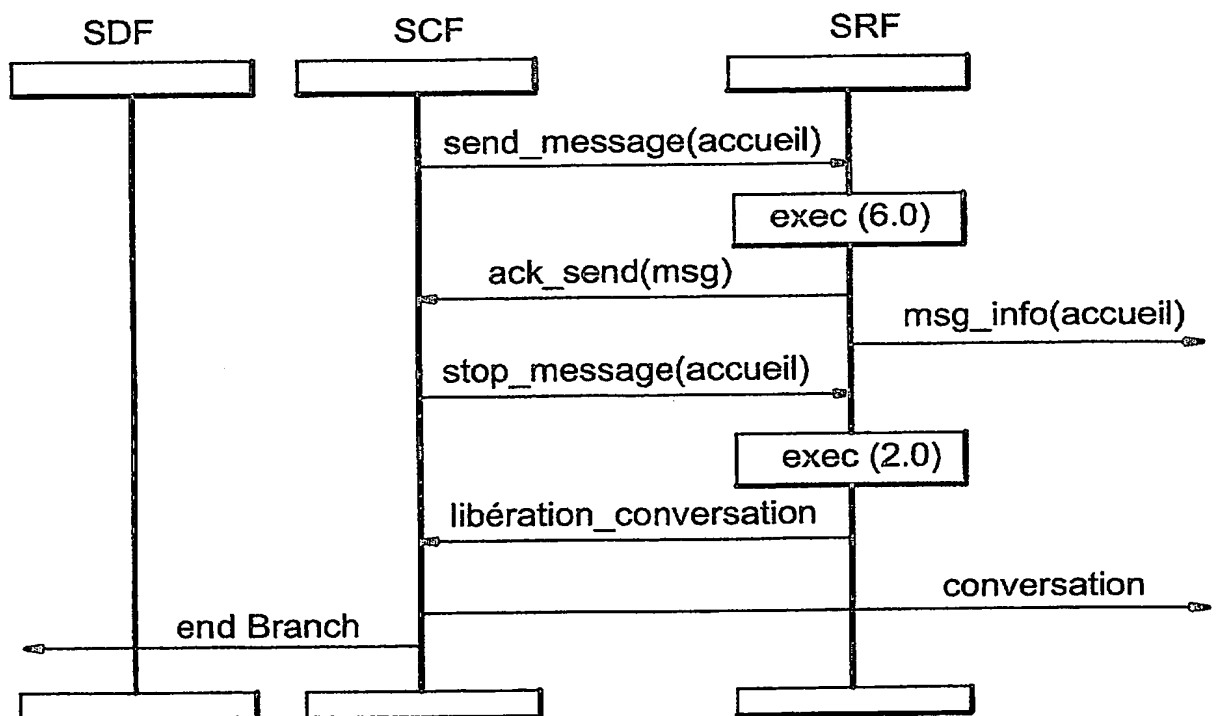 SDF SCF SRF
send_message(accueil)
exec (6.0)
ack_send(msg)
msg_info(accueil)
stop_message(accueil)
exec (2.0)
libération_conversation
conversation
end Branch